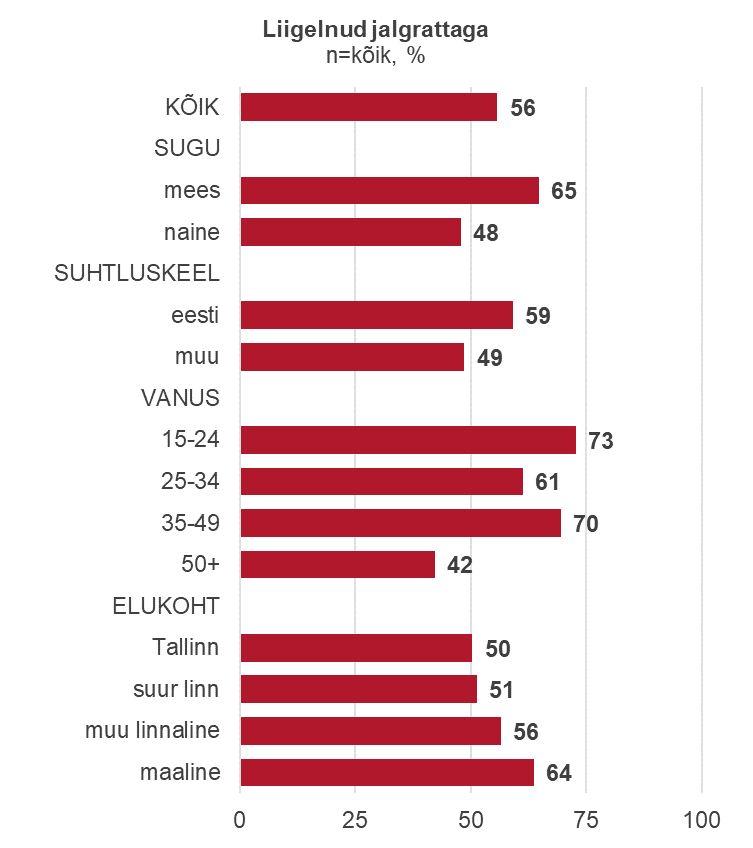 Liigelnud jalgrattaga
n=kõik, %
KÕIK 56
SUGU
mees 65
naine 48
SUHTLUSKEEL
eesti 59
muu 49
VANUS
15-24 73
25-34 61
35-49 70
50+ 42
ELUKOHT
Tallinn 50
suur linn 51
muu linnaline 56
maaline 64
0 25 50 75 100